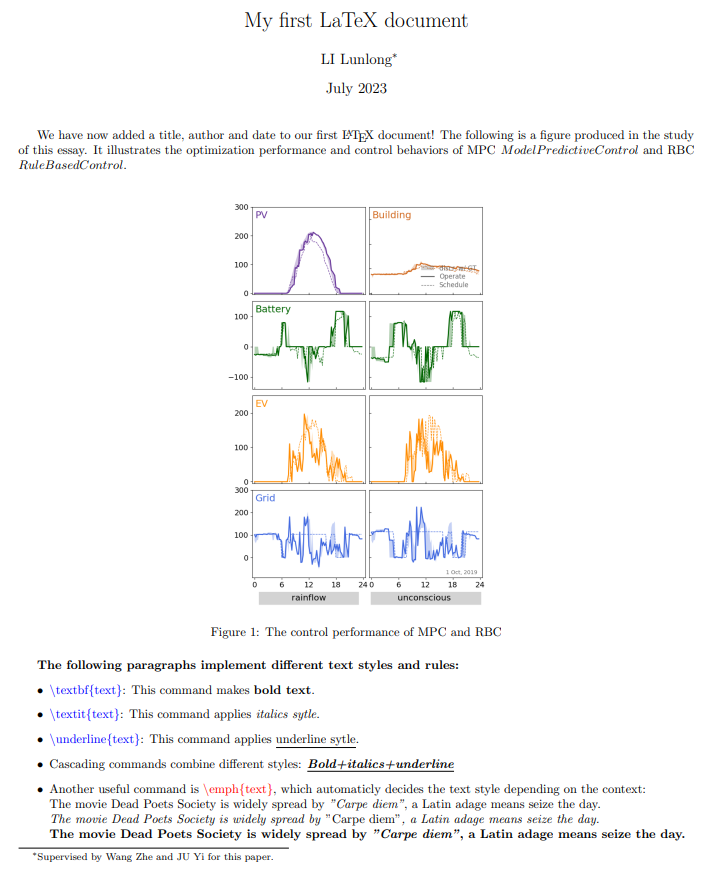 My first LaTeX document
LI Lunlong*
July 2023
We have now added a title, author and date to our first LATEX document! The following is a figure produced in the study
of this essay. It illustrates the optimization performance and control behaviors of MPC ModelPredictiveControl and RBC
RuleBasedControl.
300
PV
Building
200
100
0
Operate
Schedule
Battery
100
0
−100
EV
200
100
0
300
Grid
200
100
0
1 Oct, 2019
0 6 12 18 24 0 6 12 18 24
rainflow unconscious
Figure 1: The control performance of MPC and RBC
The following paragraphs implement different text styles and rules:
• \textbf{text}: This command makes bold text.
• \textit{text}: This command applies italics sytle.
• \underline{text}: This command applies underline sytle.
• Cascading commands combine different styles: Bold+italics+underline
• Another useful command is \emph{text}, which automaticly decides the text style depending on the context:
The movie Dead Poets Society is widely spread by ”Carpe diem”, a Latin adage means seize the day.
The movie Dead Poets Society is widely spread by ”Carpe diem”, a Latin adage means seize the day.
The movie Dead Poets Society is widely spread by ”Carpe diem”, a Latin adage means seize the day.
*Supervised by Wang Zhe and JU Yi for this paper.